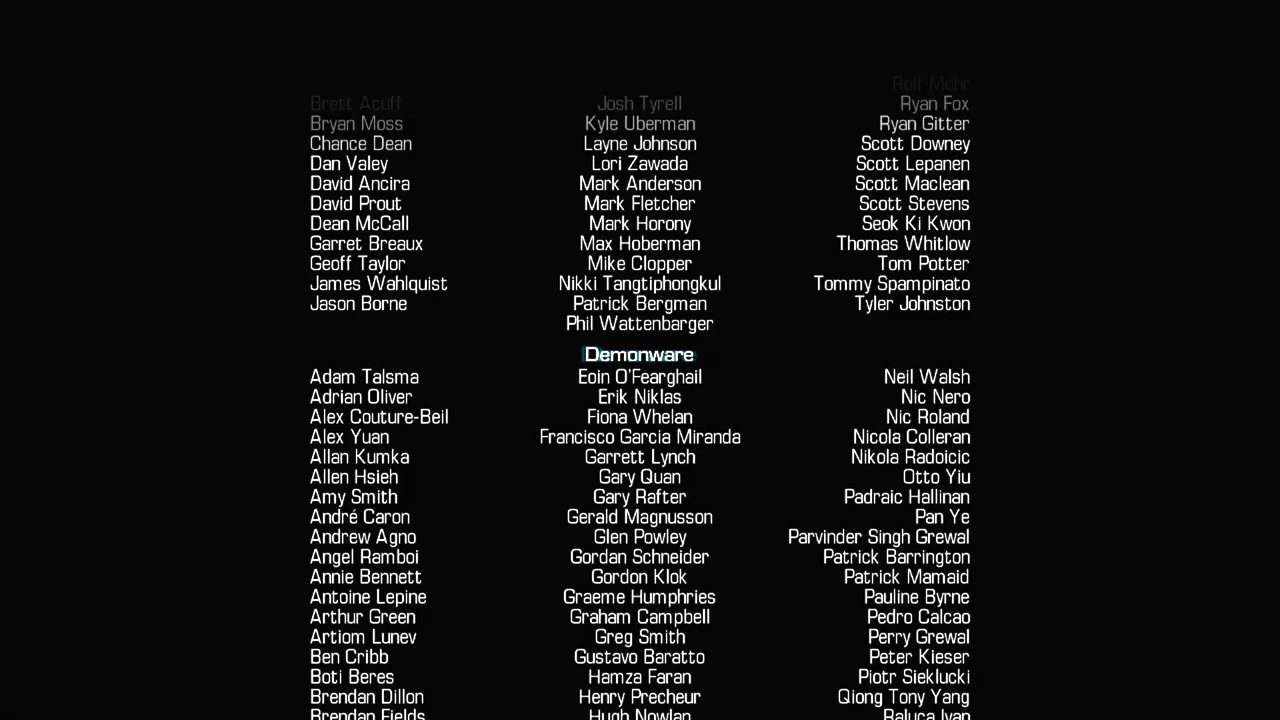 Rolf Mohr
Brett Acuff Josh Tyrell Ryan Fox
Bryan Moss Kyle Uberman Ryan Gitter
Chance Dean Layne Johnson Scott Downey
Dan Valey Lori Zawada Scott Lepanen
David Ancira Mark Anderson Scott Maclean
David Prout Mark Fletcher Scott Stevens
Dean McCall Mark Horony Seok Ki Kwon
Garret Breaux Max Hoberman Thomas Whitlow
Geoff Taylor Mike Clopper Tom Potter
James Wahlquist Nikki Tangtiphongkul Tommy Spampinato
Jason Borne Patrick Bergman Tyler Johnston
Phil Wattenbarger
Demonware
Adam Talsma Eoin O'Fearghail Neil Walsh
Adrian Oliver Erik Niklas Nic Nero
Alex Couture-Beil Fiona Whelan Nic Roland
Alex Yuan Francisco Garcia Miranda Nicola Colleran
Allan Kumka Garrett Lynch Nikola Radoicic
Allen Hsieh Gary Quan Otto Yiu
Amy Smith Gary Rafter Padraic Hallinan
André Caron Gerald Magnusson Pan Ye
Andrew Agno Glen Powley Parvinder Singh Grewal
Angel Ramboi Gordan Schneider Patrick Barrington
Annie Bennett Gordon Klok Patrick Mamaid
Antoine Lepine Graeme Humphries Pauline Byrne
Arthur Green Graham Campbell Pedro Calcao
Artiom Lunev Greg Smith Perry Grewal
Ben Cribb Gustavo Baratto Peter Kieser
Boti Beres Hamza Faran Piotr Sieklucki
Brendan Dillon Henry Precheur Qiong Tony Yang
Brendan Fields Hugh Nowlan Raluca Ivan